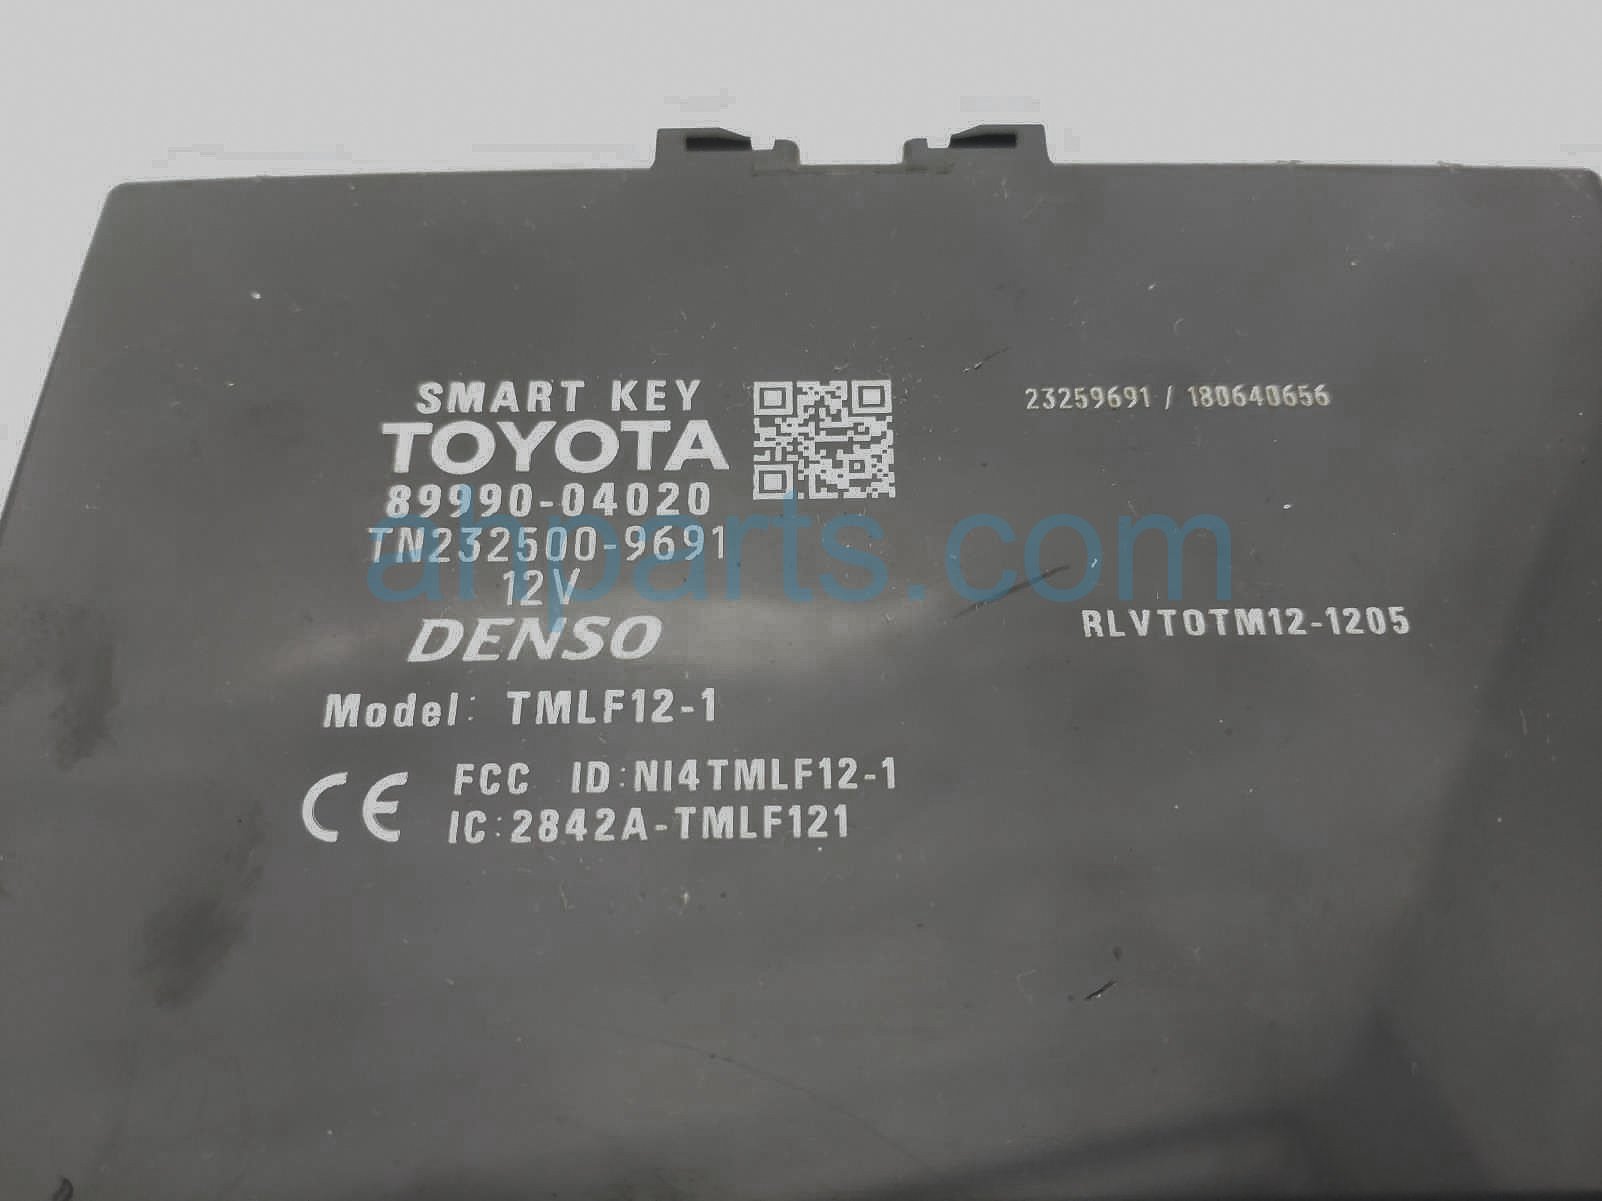 SMART KEY
TOYOTA
89990-04020
TN232500-9691
12V
DENSO
Model: TMLF12-1
CE FCC ID:NI4TMLF12-1
IC:2842A-TMLF121
23259691 / 180640656
RLVTOTM12-1205
ahparts.com